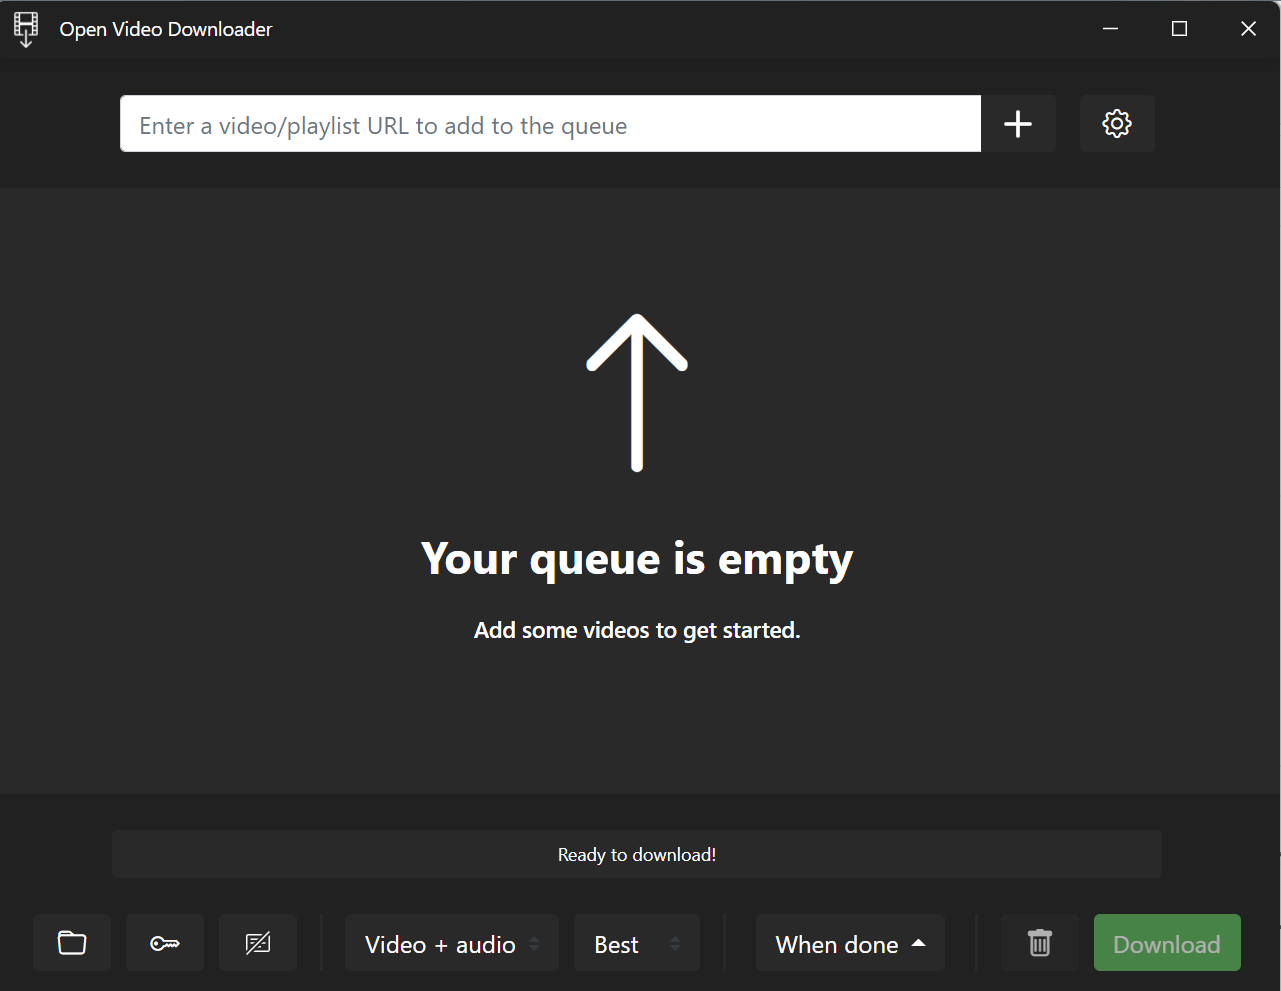 Open Video Downloader
Enter a video/playlist URL to add to the queue
Your queue is empty
Add some videos to get started.
Ready to download!
Video + audio Best When done Download